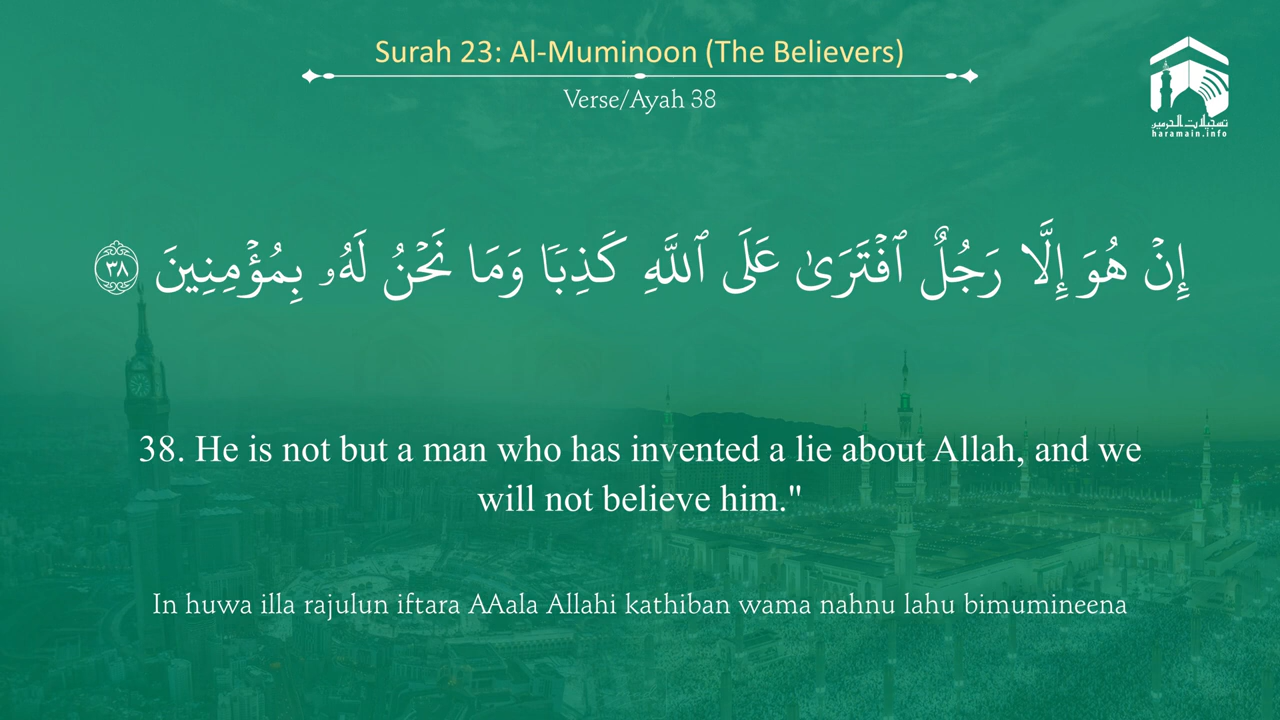 Surah 23: Al-Muminoon (The Believers)
Verse/Ayah 38
تسجيلات الحرمين
haramain.info
إِنۡ هُوَ إِلَّا رَجُلٌ ٱفۡتَرَىٰ عَلَى ٱللَّهِ كَذِبٗا وَمَا نَحۡنُ لَهُۥ بِمُؤۡمِنِينَ ٣٨
38. He is not but a man who has invented a lie about Allah, and we
will not believe him."
In huwa illa rajulun iftara AAala Allahi kathiban wama nahnu lahu bimumineena